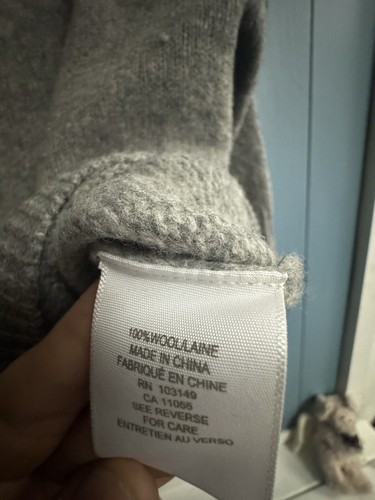 100%WOOL/LAINE
MADE IN CHINA
FABRIQUÉ EN CHINE
RN 103149
CA 11055
SEE REVERSE
FOR CARE
ENTRETIEN AU VERSO